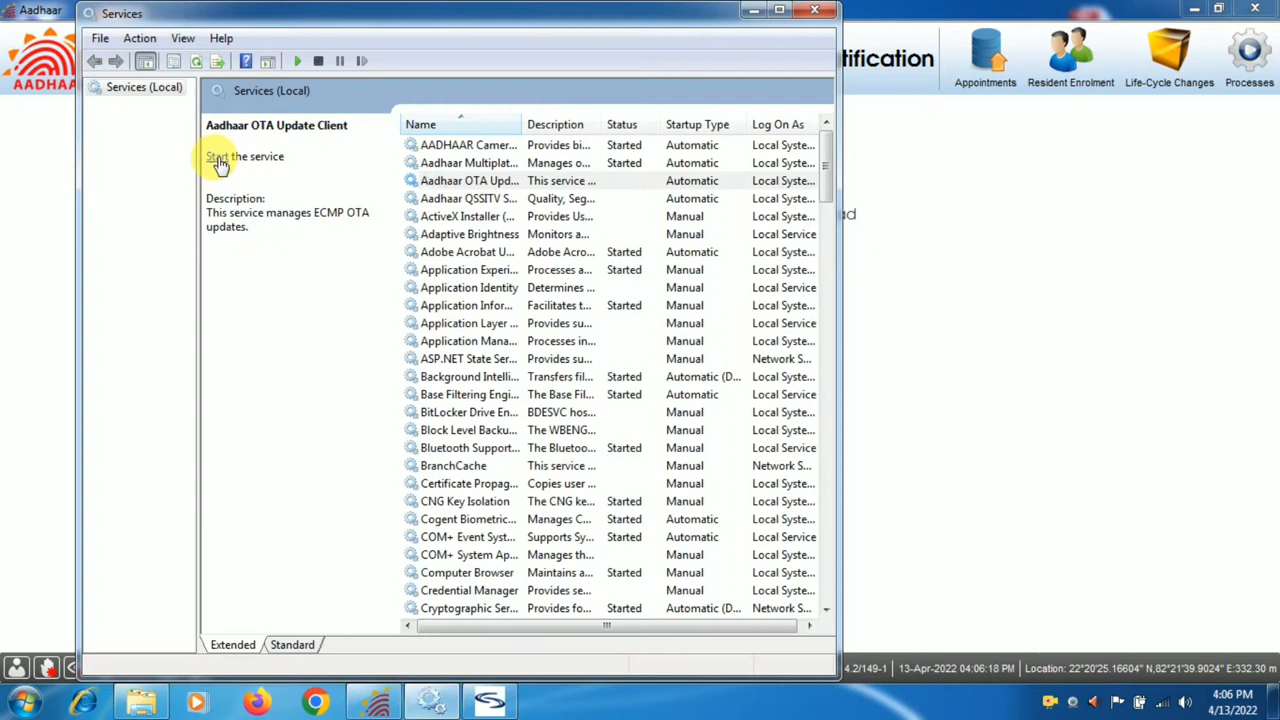 Aadhaar
Services
File Action View Help
AADHAA
tification
Appointments
Resident Enrolment
Life-Cycle Changes
Processes
Services (Local)
Services (Local)
Aadhaar OTA Update Client
Start the service
Description:
This service manages ECMP OTA
updates.
Name Description Status Startup Type Log On As
AADHAAR Camer... Provides bi... Started Automatic Local Syste...
Aadhaar Multiplat... Manages o... Started Automatic Local Syste...
Aadhaar OTA Upd... This service ... Automatic Local Syste...
Aadhaar QSSITV S... Quality, Seg... Automatic Local Syste...
ActiveX Installer (... Provides Us... Manual Local Syste...
Adaptive Brightness Monitors a... Manual Local Service
Adobe Acrobat U... Adobe Acro... Started Automatic Local Syste...
Application Experi... Processes a... Started Manual Local Syste...
Application Identity Determines ... Manual Local Service
Application Infor... Facilitates t... Started Manual Local Syste...
Application Layer ... Provides su... Manual Local Service
Application Mana... Processes in... Manual Local Syste...
ASP.NET State Ser... Provides su... Manual Network S...
Background Intelli... Transfers fil... Started Automatic (D... Local Syste...
Base Filtering Engi... The Base Fil... Started Automatic Local Service
BitLocker Drive En... BDESVC hos... Manual Local Syste...
Block Level Backu... The WBENG... Manual Local Syste...
Bluetooth Support... The Bluetoo... Started Manual Local Service
BranchCache This service ... Manual Network S...
Certificate Propag... Copies user ... Manual Local Syste...
CNG Key Isolation The CNG ke... Started Manual Local Syste...
Cogent Biometric... Manages C... Started Automatic Local Syste...
COM+ Event Syst... Supports Sy... Started Automatic Local Service
COM+ System Ap... Manages th... Manual Local Syste...
Computer Browser Maintains a... Started Manual Local Syste...
Credential Manager Provides se... Manual Local Syste...
Cryptographic Ser... Provides fo... Started Automatic (D... Network S...
ad
Extended Standard
4.2/149-1 13-Apr-2022 04:06:18 PM Location: 22°20'25.16604" N,82°21'39.9024" E:332.30 m
4:06 PM
4/13/2022